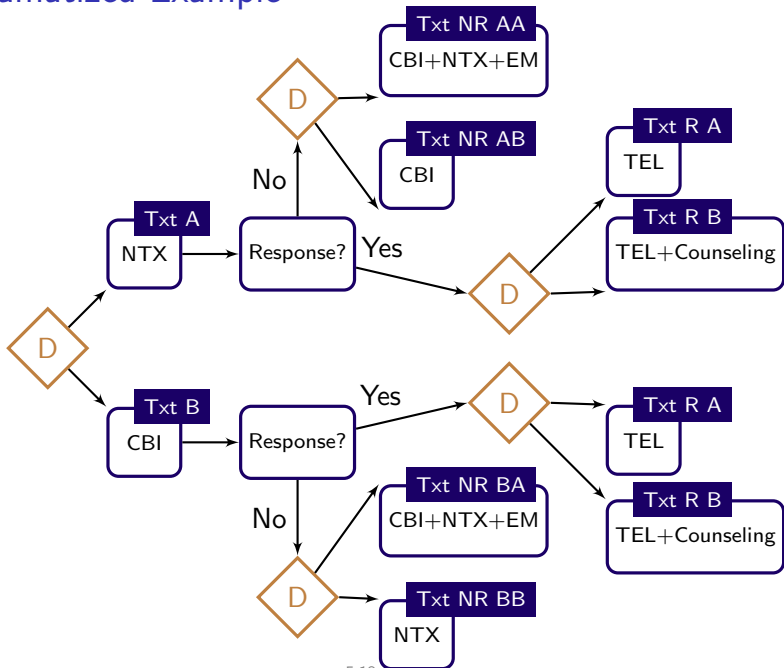 Txt NR AA
CBI+NTX+EM
D
Txt NR AB
CBI
No
Txt A
NTX
Response?
Yes
D
Txt R A
TEL
Txt R B
TEL+Counseling
D
Txt B
CBI
Response?
Yes
D
Txt R A
TEL
Txt R B
TEL+Counseling
No
Txt NR BA
CBI+NTX+EM
D
Txt NR BB
NTX